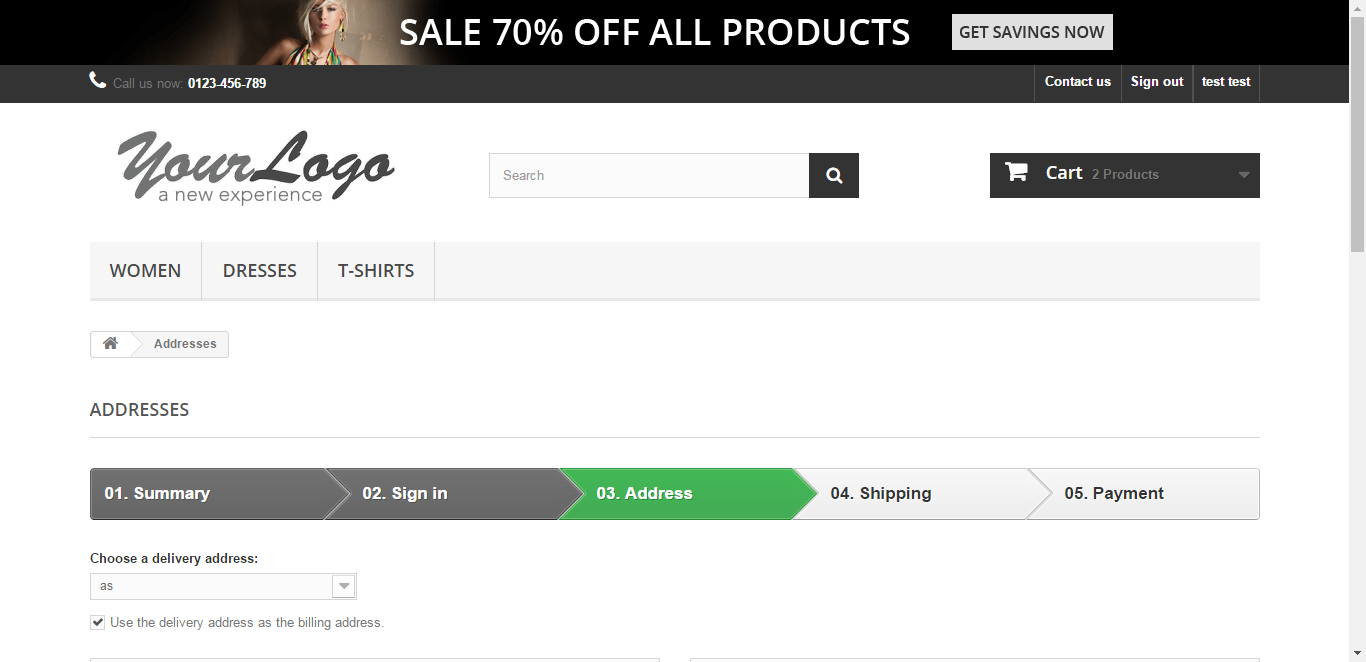 SALE 70% OFF ALL PRODUCTS
GET SAVINGS NOW
Call us now: 0123-456-789
Contact us
Sign out
test test
YourLogo
a new experience
Search
Cart 2 Products
WOMEN
DRESSES
T-SHIRTS
Addresses
ADDRESSES
01. Summary
02. Sign in
03. Address
04. Shipping
05. Payment
Choose a delivery address:
as
Use the delivery address as the billing address.